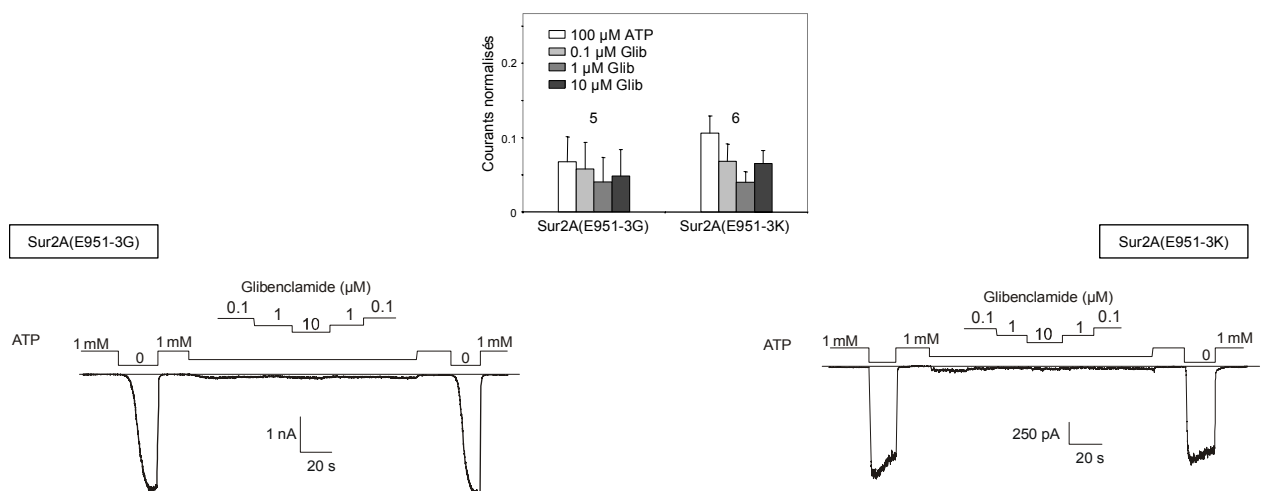 Courants normalisés
0.2
0.1
0
100 µM ATP
0.1 µM Glib
1 µM Glib
10 µM Glib
5
6
Sur2A(E951-3G)
Sur2A(E951-3K)
Sur2A(E951-3G)
Glibenclamide (µM)
0.1
1
10
1
0.1
ATP
1 mM
0
1 mM
0
1 mM
1 nA
20 s
Sur2A(E951-3K)
Glibenclamide (µM)
0.1
1
10
1
0.1
ATP
1 mM
1 mM
0
1 mM
250 pA
20 s